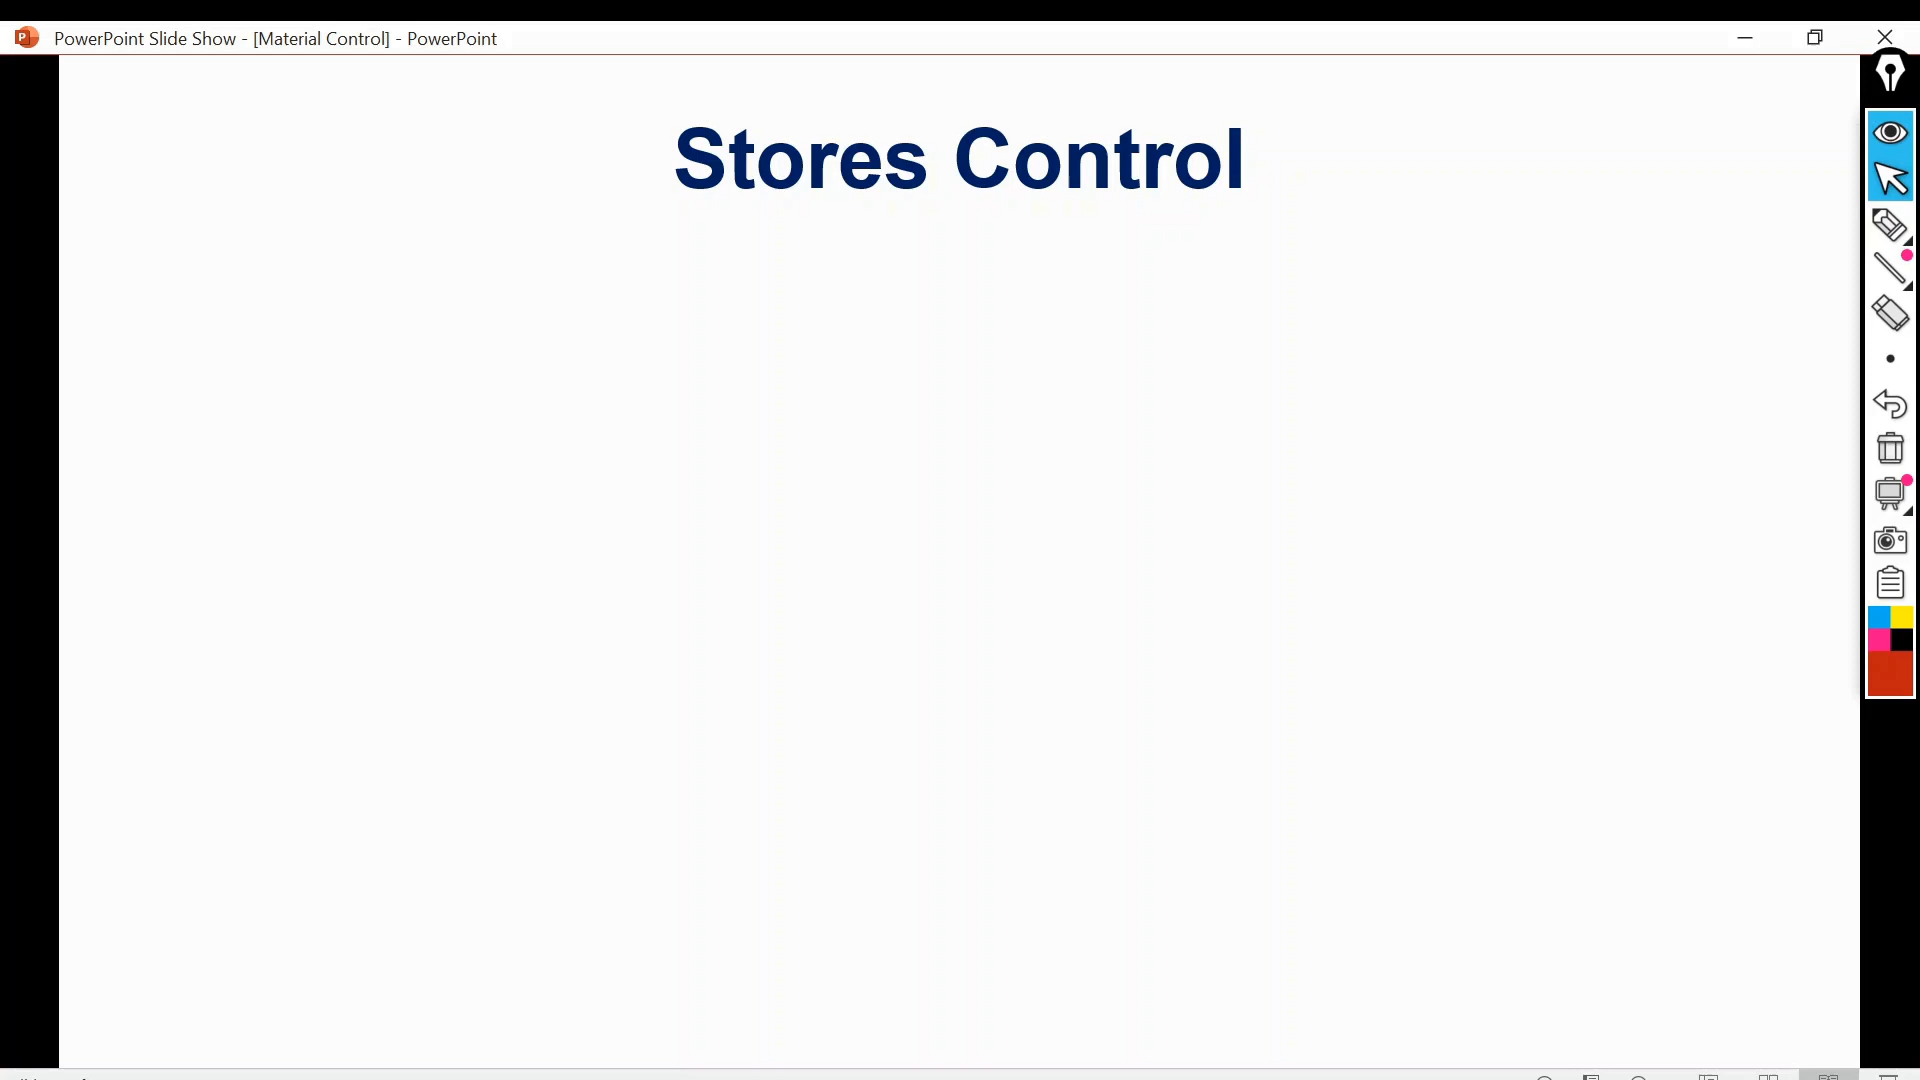 PowerPoint Slide Show - [Material Control] - PowerPoint
Stores Control